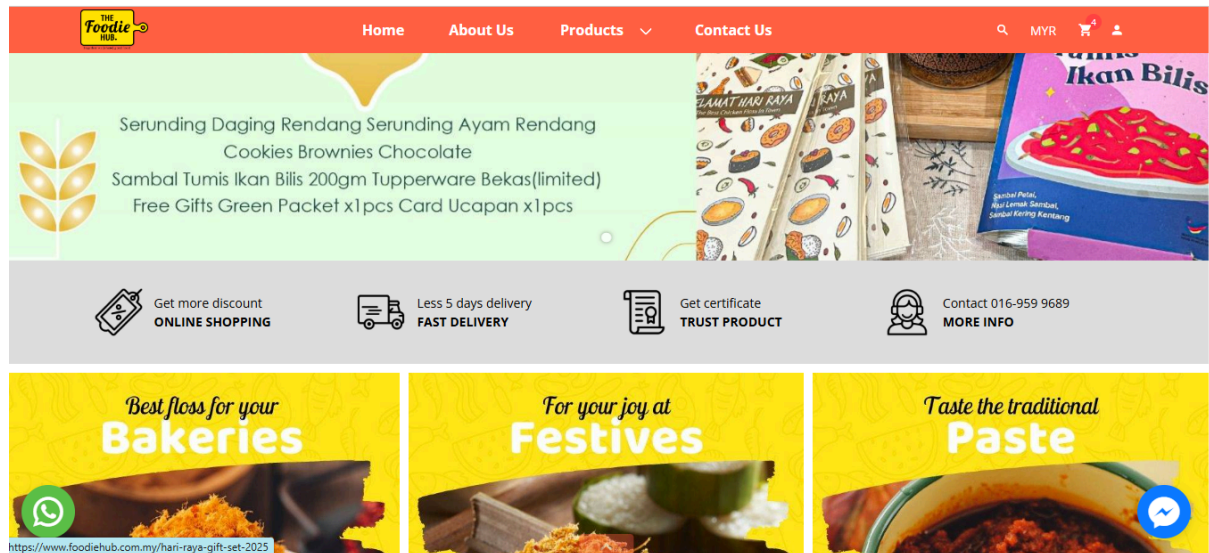 THE
Foodie
HUB.
Home
About Us
Products
Contact Us
MYR
4
Serunding Daging Rendang Serunding Ayam Rendang
Cookies Brownies Chocolate
Sambal Tumis Ikan Bilis 200gm Tupperware Bekas(limited)
Free Gifts Green Packet x1pcs Card Ucapan x1pcs
SELAMAT HARI RAYA
RAYA
Ikan Bilis
Sambal Petai,
Nasi Lemak Sambal,
Sambal Kering Kentang
Get more discount
ONLINE SHOPPING
Less 5 days delivery
FAST DELIVERY
Get certificate
TRUST PRODUCT
Contact 016-959 9689
MORE INFO
Best floss for your
Bakeries
For your joy at
Festives
Taste the traditional
Paste
https://www.foodiehub.com.my/hari-raya-gift-set-2025